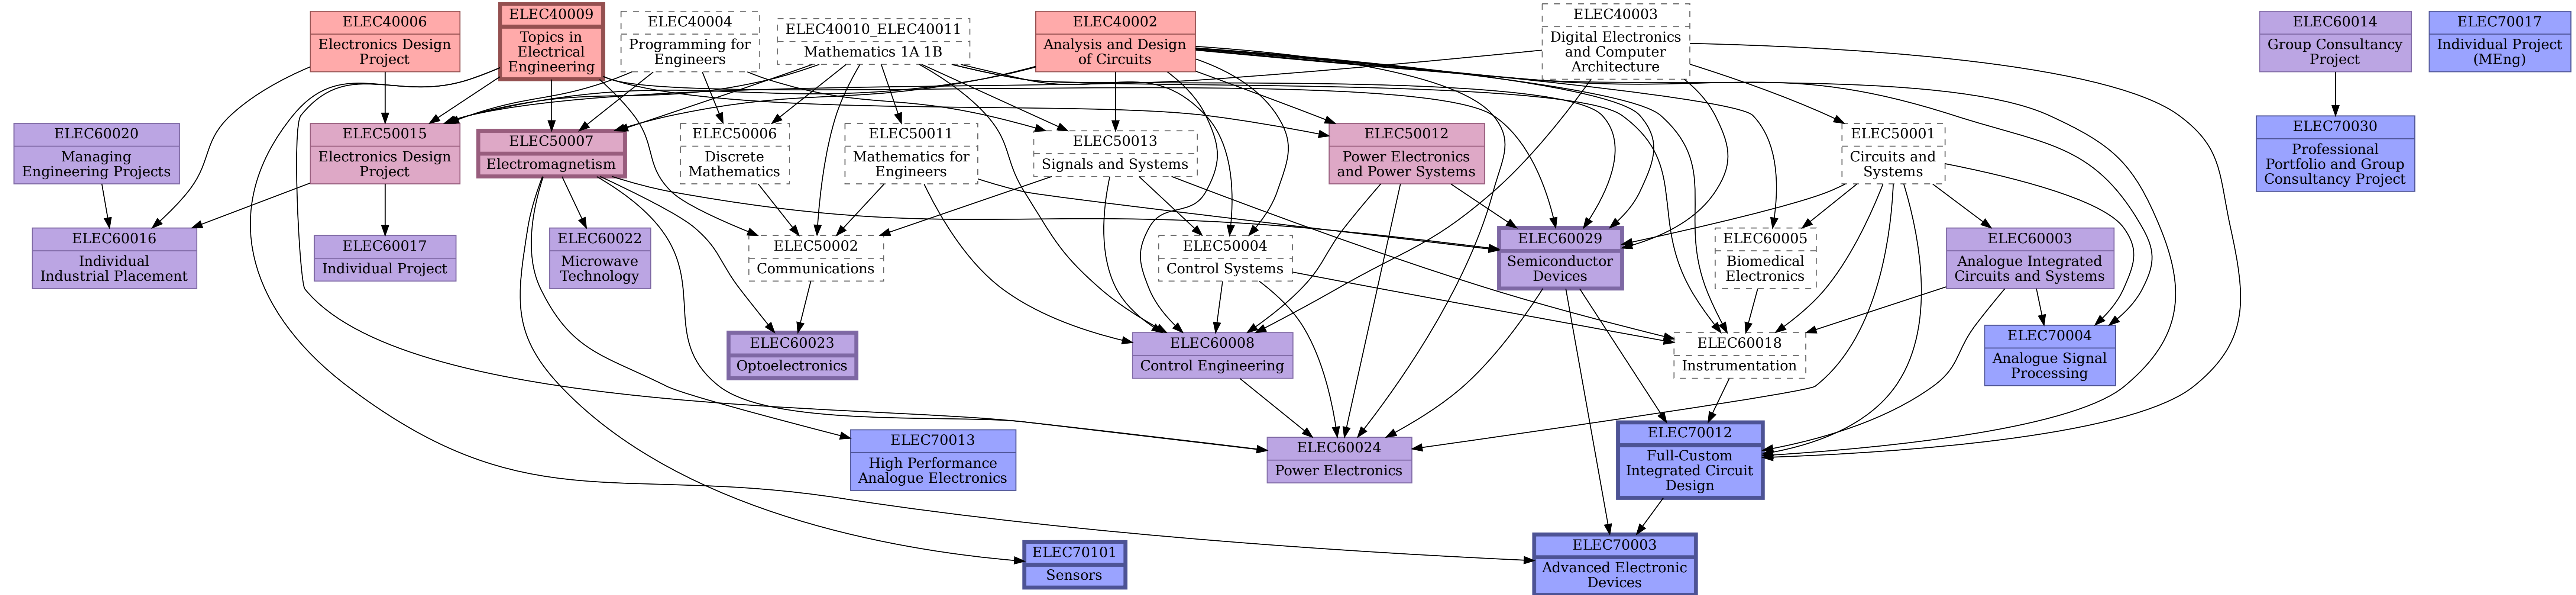 ELEC40006
Electronics Design
Project
ELEC40009
Topics in
Electrical
Engineering
ELEC40004
Programming for
Engineers
ELEC40010_ELEC40011
Mathematics 1A 1B
ELEC40002
Analysis and Design
of Circuits
ELEC40003
Digital Electronics
and Computer
Architecture
ELEC60014
Group Consultancy
Project
ELEC70017
Individual Project
(MEng)
ELEC60020
Managing
Engineering Projects
ELEC50015
Electronics Design
Project
ELEC50007
Electromagnetism
ELEC50006
Discrete
Mathematics
ELEC50011
Mathematics for
Engineers
ELEC50013
Signals and Systems
ELEC50012
Power Electronics
and Power Systems
ELEC50001
Circuits and
Systems
ELEC70030
Professional
Portfolio and Group
Consultancy Project
ELEC60016
Individual
Industrial Placement
ELEC60017
Individual Project
ELEC60022
Microwave
Technology
ELEC50002
Communications
ELEC50004
Control Systems
ELEC60029
Semiconductor
Devices
ELEC60005
Biomedical
Electronics
ELEC60003
Analogue Integrated
Circuits and Systems
ELEC60023
Optoelectronics
ELEC60008
Control Engineering
ELEC60018
Instrumentation
ELEC70004
Analogue Signal
Processing
ELEC70013
High Performance
Analogue Electronics
ELEC60024
Power Electronics
ELEC70012
Full-Custom
Integrated Circuit
Design
ELEC70101
Sensors
ELEC70003
Advanced Electronic
Devices